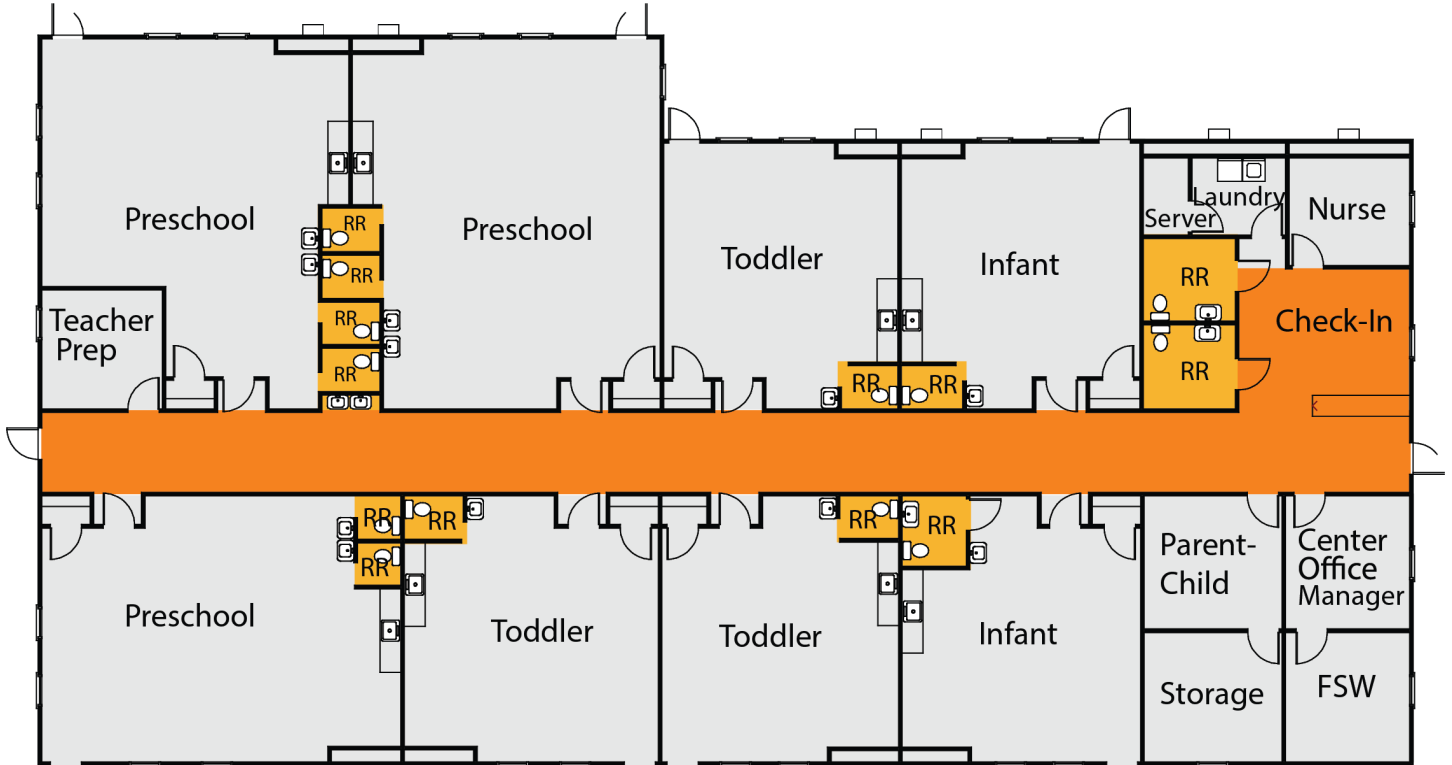 Preschool
Preschool
RR
RR
RR
RR
Teacher
Prep
Toddler
Infant
RR
RR
Server
Laundry
Nurse
RR
RR
Check-In
Preschool
RR
RR
RR
Toddler
Toddler
RR
RR
Infant
Parent-
Child
Center
Office
Manager
Storage
FSW